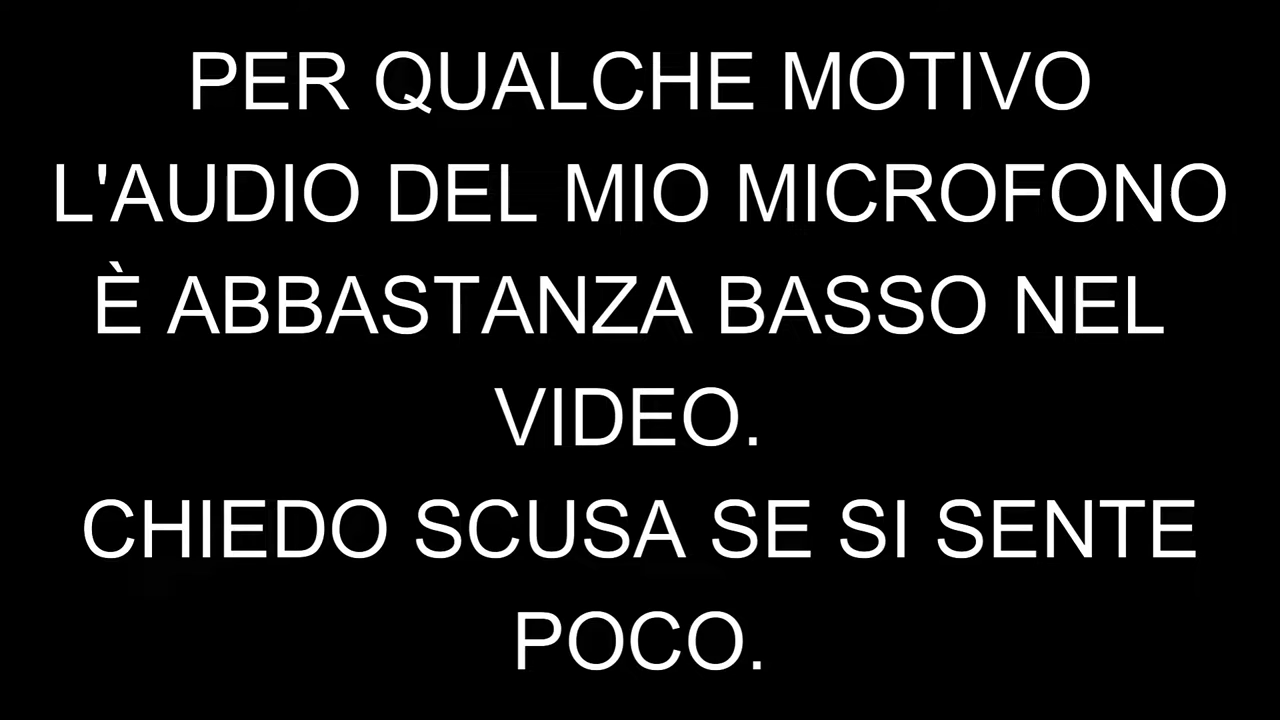 PER QUALCHE MOTIVO
L'AUDIO DEL MIO MICROFONO
È ABBASTANZA BASSO NEL
VIDEO.
CHIEDO SCUSA SE SI SENTE
POCO.